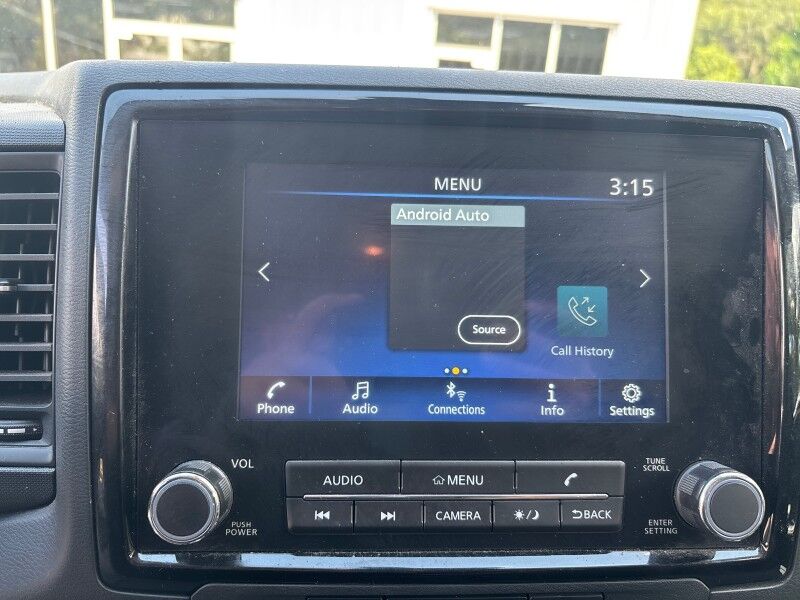 MENU
3:15
Android Auto
Source
Call History
Phone
Audio
Connections
Info
Settings
VOL
AUDIO
MENU
TUNE
SCROLL
CAMERA
BACK
PUSH
POWER
ENTER
SETTING